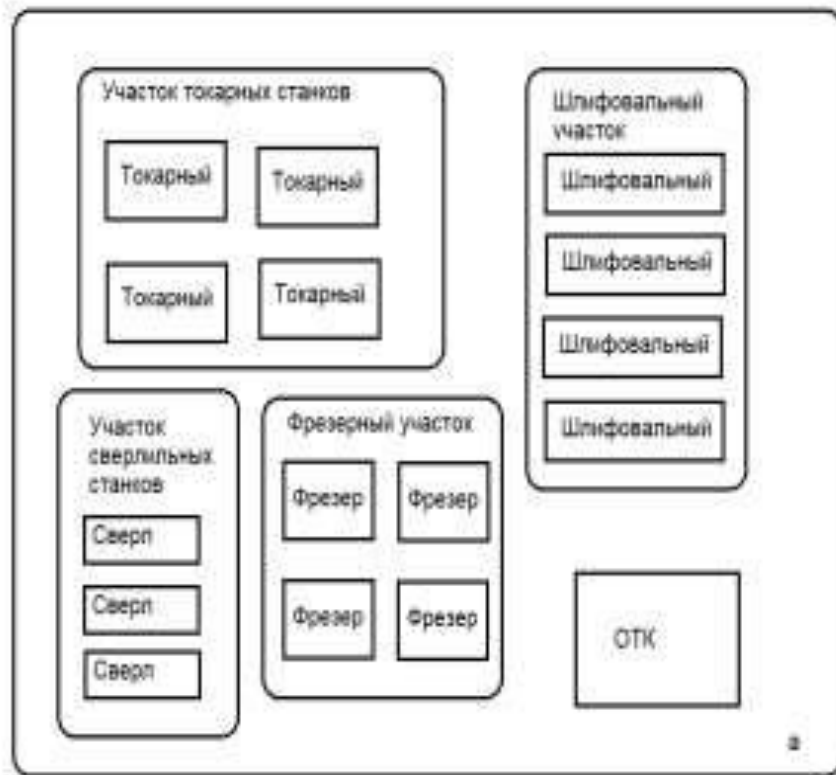 Участок токарных станков
Токарный
Токарный
Токарный
Токарный
Шлифовальный
участок
Шлифовальный
Шлифовальный
Шлифовальный
Шлифовальный
Участок
сверлильных
станков
Сверл
Сверл
Сверл
Фрезерный участок
Фрезер
Фрезер
Фрезер
Фрезер
ОТК
а